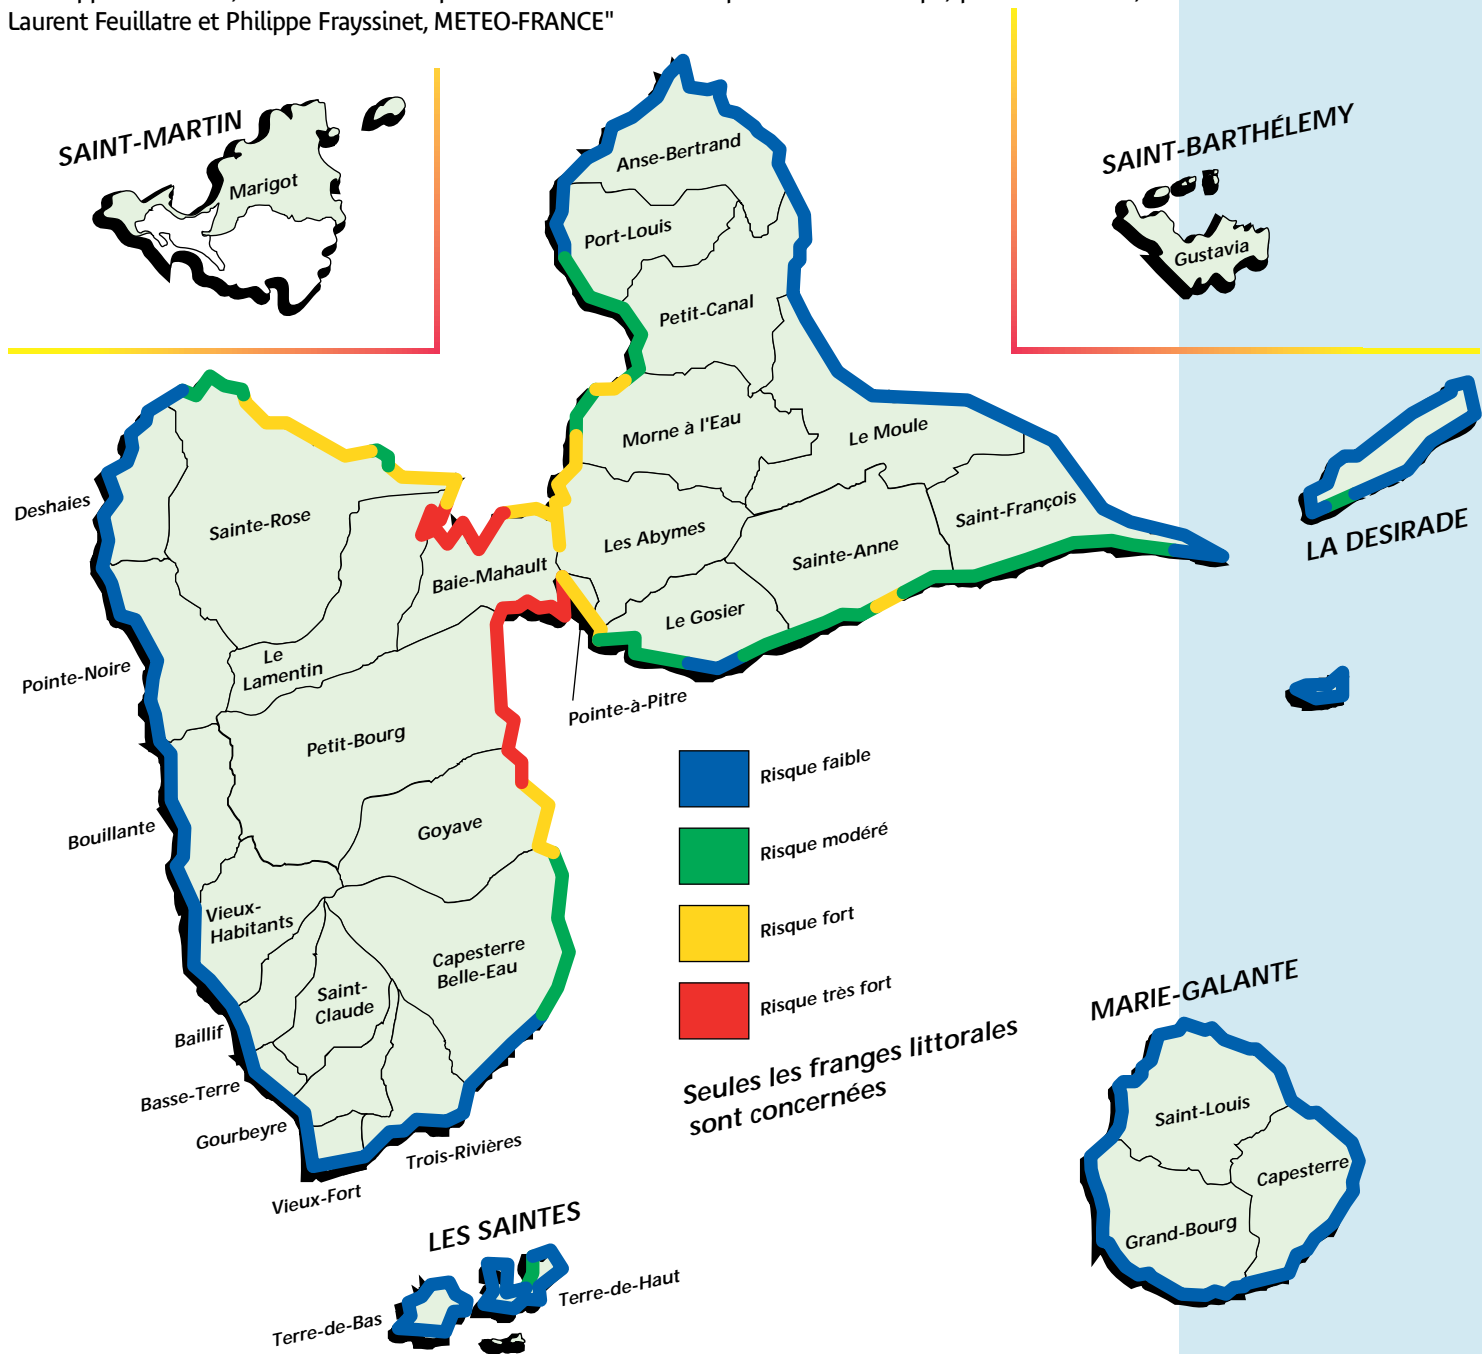 Laurent Feuillatre et Philippe Frayssinet, METEO-FRANCE"
SAINT-MARTIN
Marigot
SAINT-BARTHÉLEMY
Gustavia
Anse-Bertrand
Port-Louis
Petit-Canal
Morne à l'Eau
Le Moule
Les Abymes
Saint-François
Sainte-Anne
Le Gosier
Pointe-à-Pitre
LA DESIRADE
Deshaies
Sainte-Rose
Baie-Mahault
Le
Lamentin
Pointe-Noire
Petit-Bourg
Bouillante
Goyave
Vieux-
Habitants
Capesterre
Belle-Eau
Saint-
Claude
Baillif
Basse-Terre
Gourbeyre
Trois-Rivières
Vieux-Fort
Risque faible
Risque modéré
Risque fort
Risque très fort
Seules les franges littorales
sont concernées
MARIE-GALANTE
Saint-Louis
Capesterre
Grand-Bourg
LES SAINTES
Terre-de-Haut
Terre-de-Bas